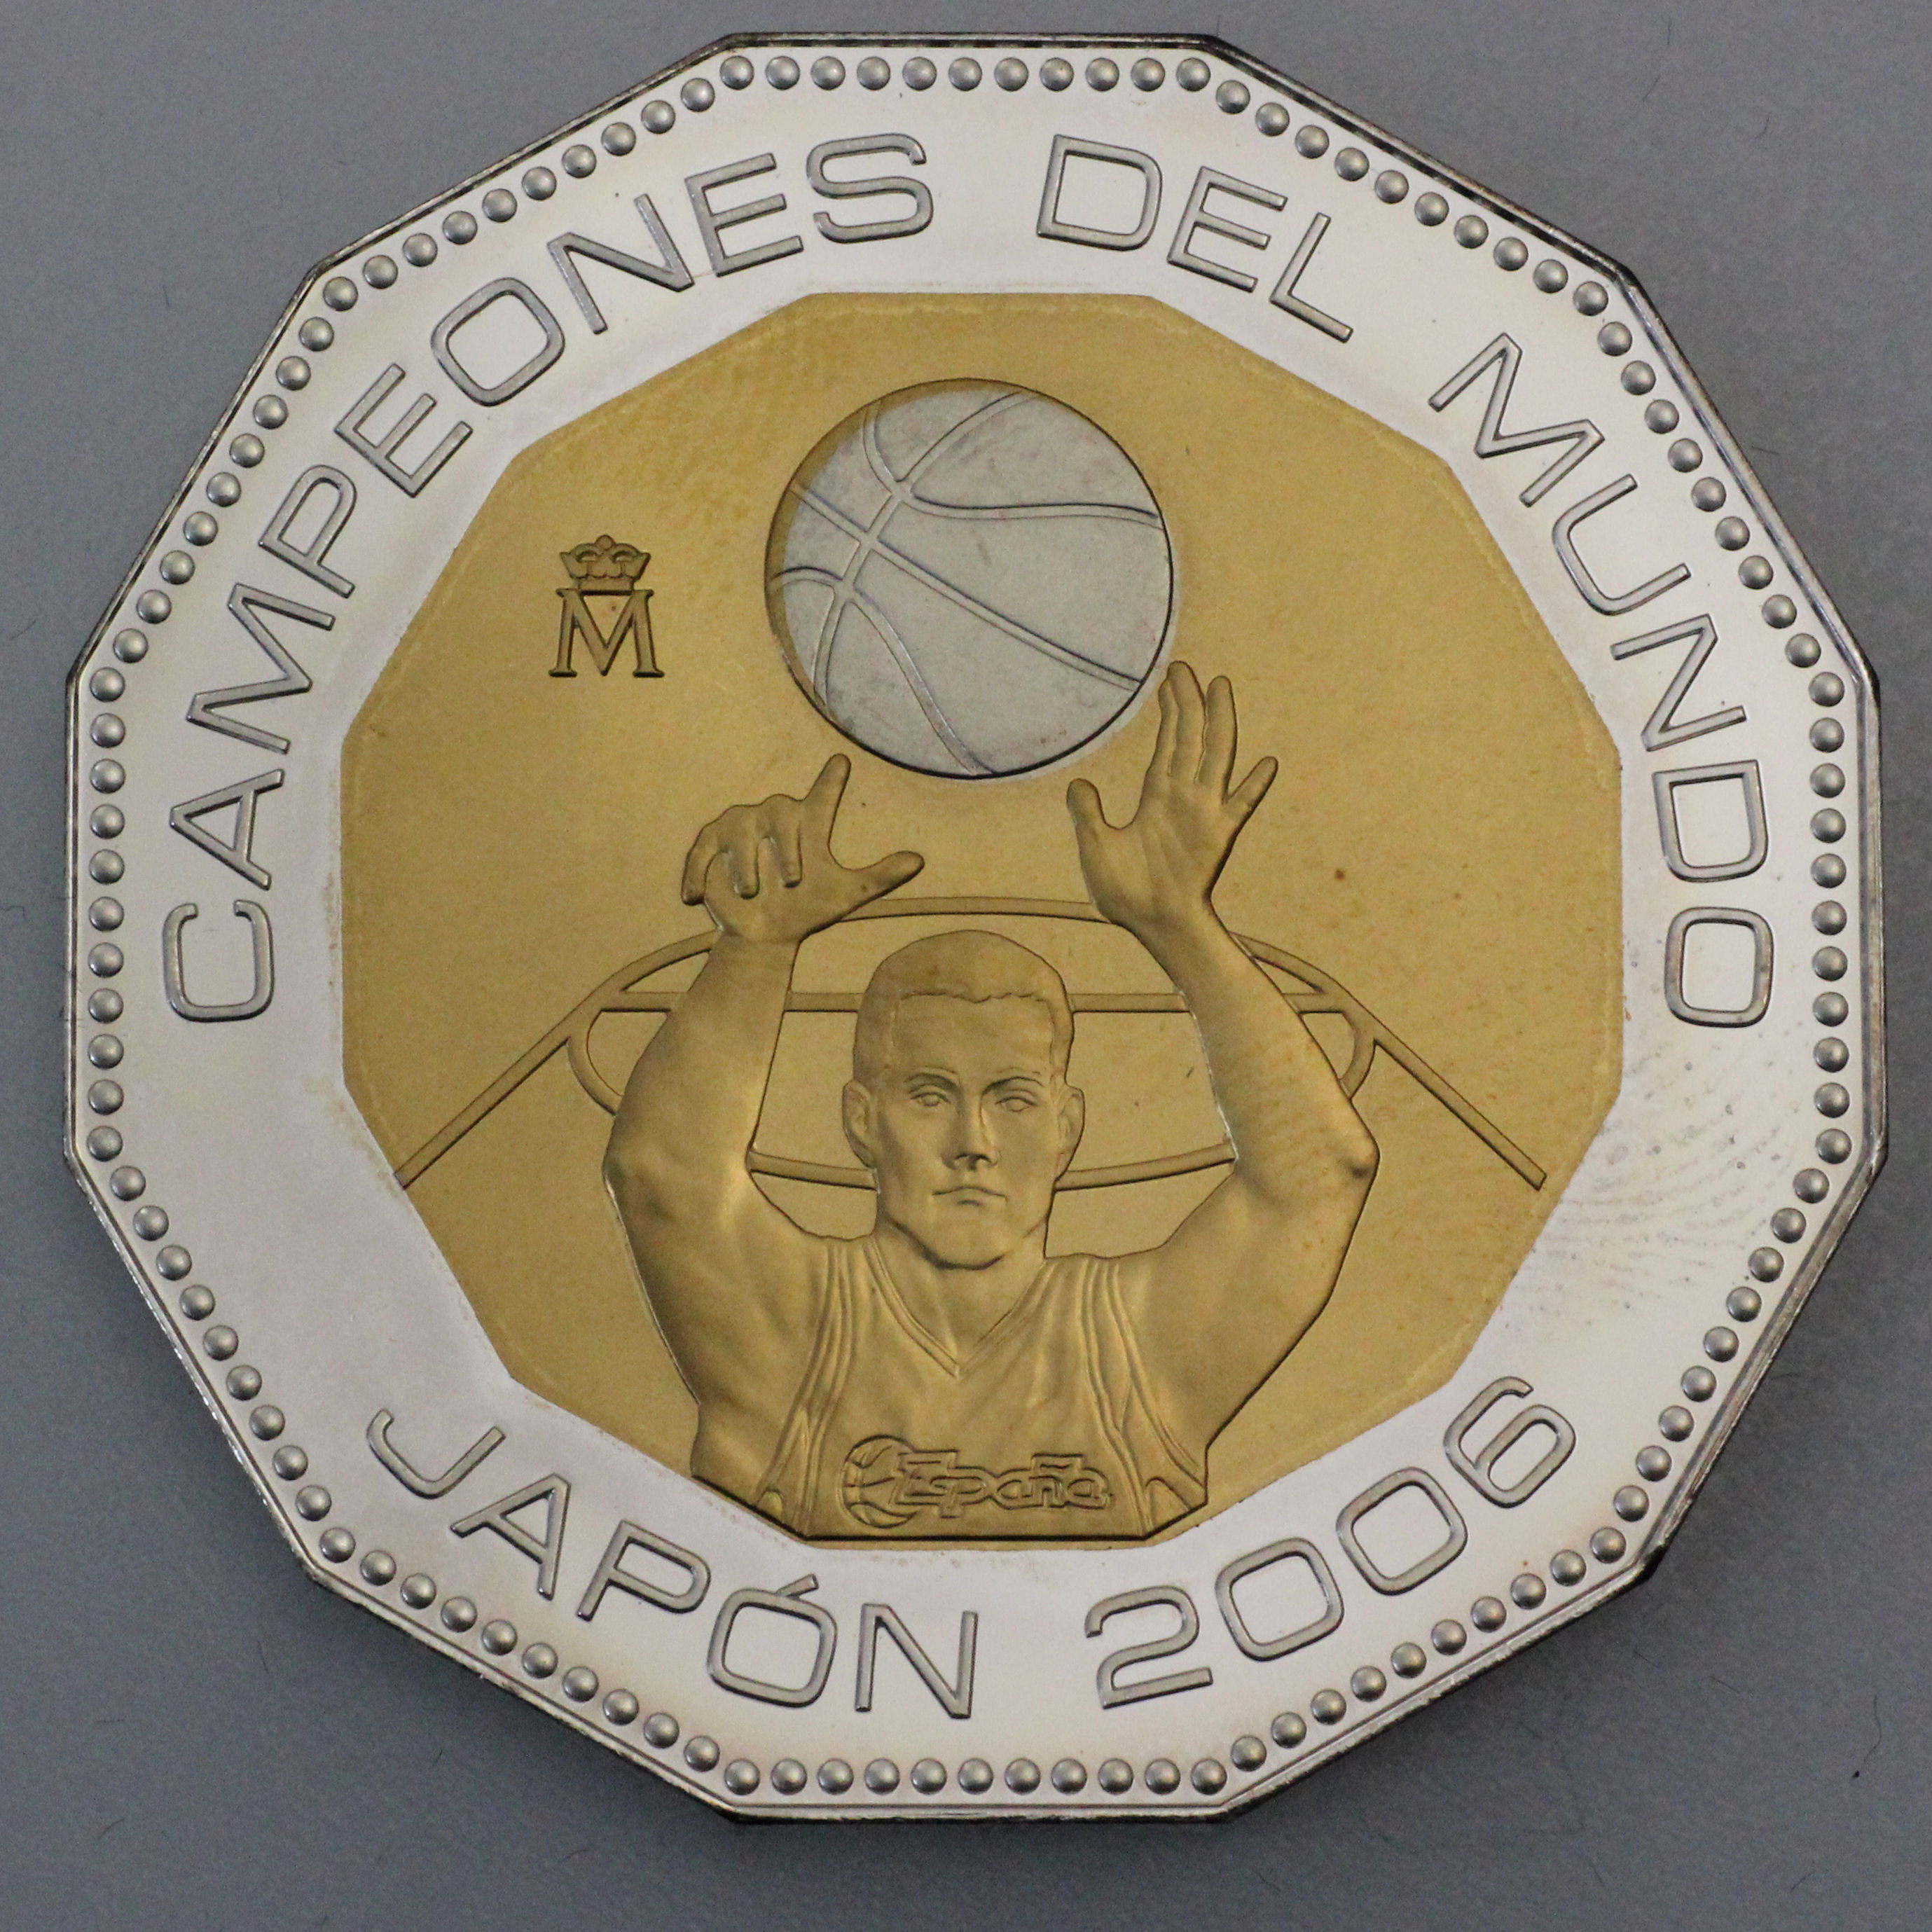 CAMPEONES DEL MUNDO
M
España
JAPÓN 2006